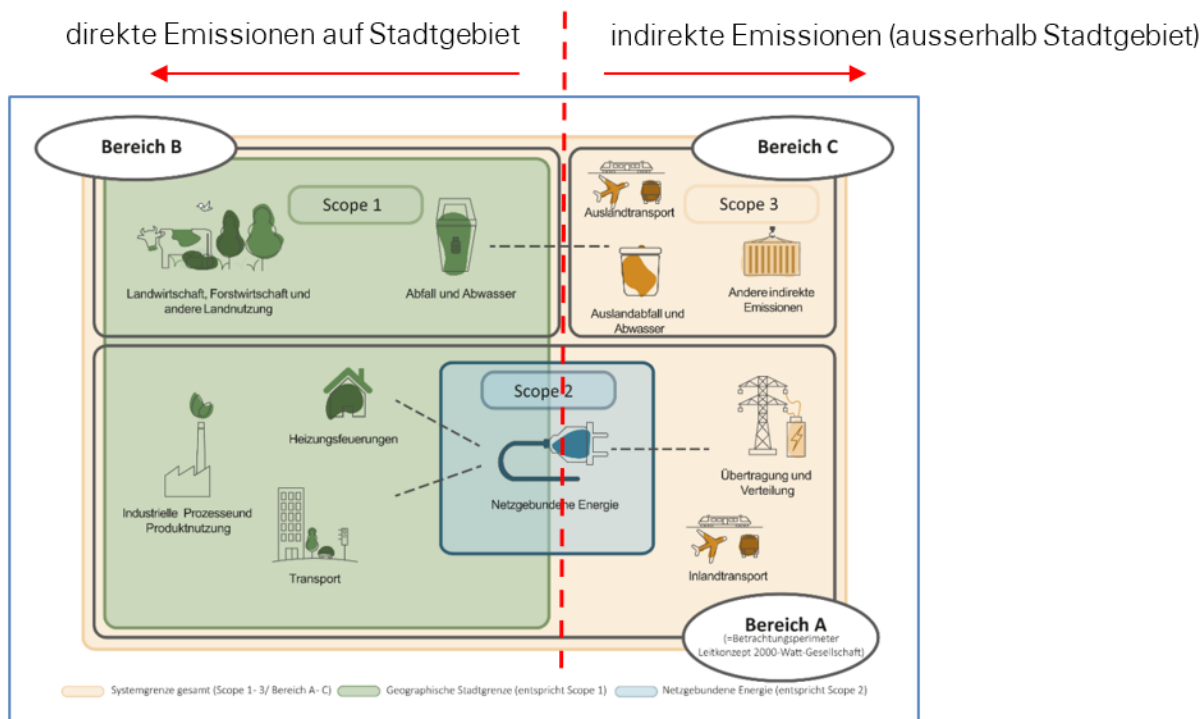 direkte Emissionen auf Stadtgebiet
indirekte Emissionen (ausserhalb Stadtgebiet)
Bereich B
Bereich C
Scope 1
Scope 3
Auslandtransport
Landwirtschaft, Forstwirtschaft und
andere Landnutzung
Abfall und Abwasser
Auslandabfall und
Abwasser
Andere indirekte
Emissionen
Scope 2
Heizungsfeuerungen
Netzgebundene Energie
Übertragung und
Verteilung
Industrielle Prozesseund
Produktnutzung
Transport
Inlandtransport
Bereich A
(=Betrachtungsperimeter
Leitkonzept 2000-Watt-Gesellschaft)
Systemgrenze gesamt (Scope 1- 3/ Bereich A- C)
Geographische Stadtgrenze (entspricht Scope 1)
Netzgebundene Energie (entspricht Scope 2)